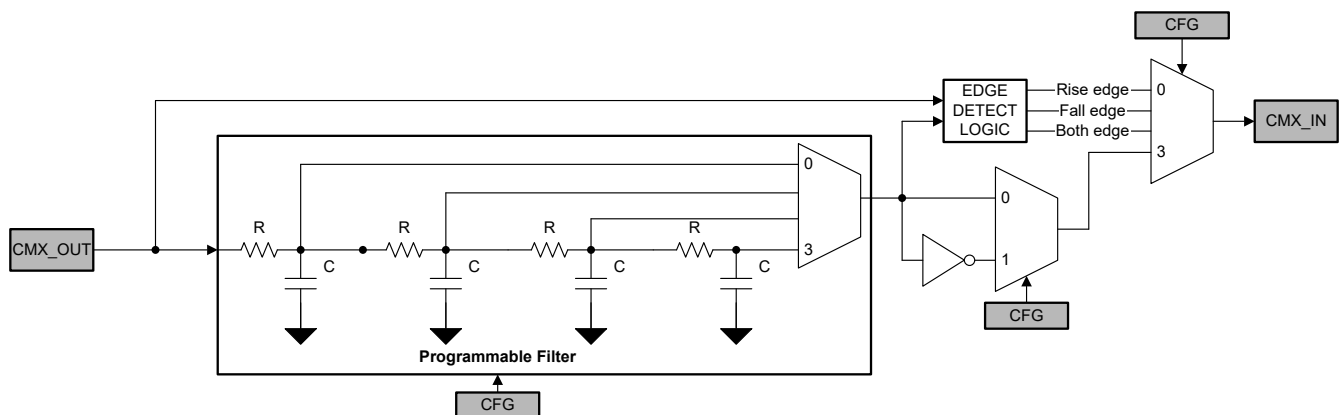 CFG
EDGE
DETECT
LOGIC
Rise edge
Fall edge
Both edge
0
3
CMX_IN
0
3
R
R
R
R
C
C
C
C
CMX_OUT
0
1
CFG
Programmable Filter
CFG